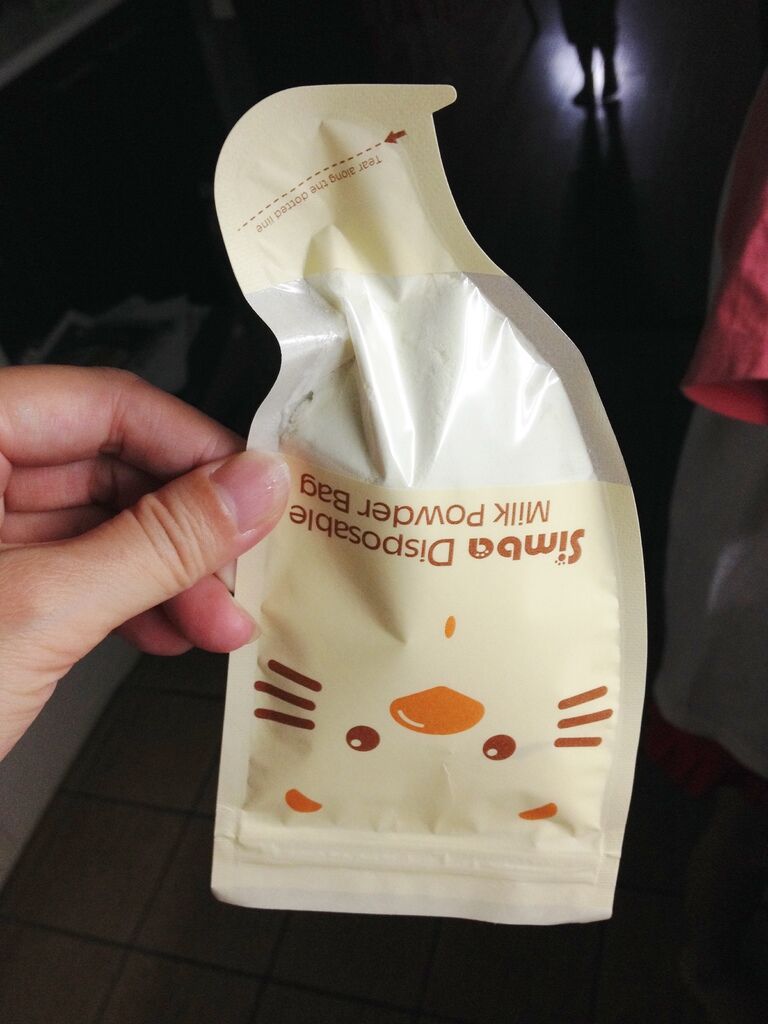 Simba Disposable
Milk Powder Bag
Tear along the dotted line